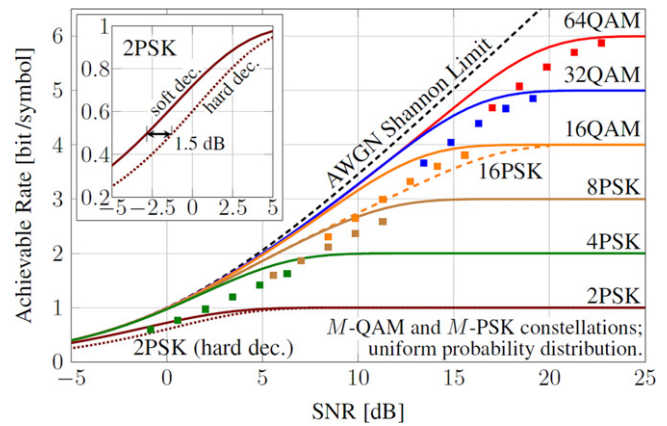 2PSK
soft dec.
hard dec.
1.5 dB
1
0.8
0.6
0.4
0.2
−5
−2.5
0
2.5
5
AWGN Shannon Limit
64QAM
32QAM
16QAM
16PSK
8PSK
4PSK
2PSK
2PSK (hard dec.)
M-QAM and M-PSK constellations;
uniform probability distribution.
Achievable Rate [bit/symbol]
6
5
4
3
2
1
0
−5
0
5
10
15
20
25
SNR [dB]